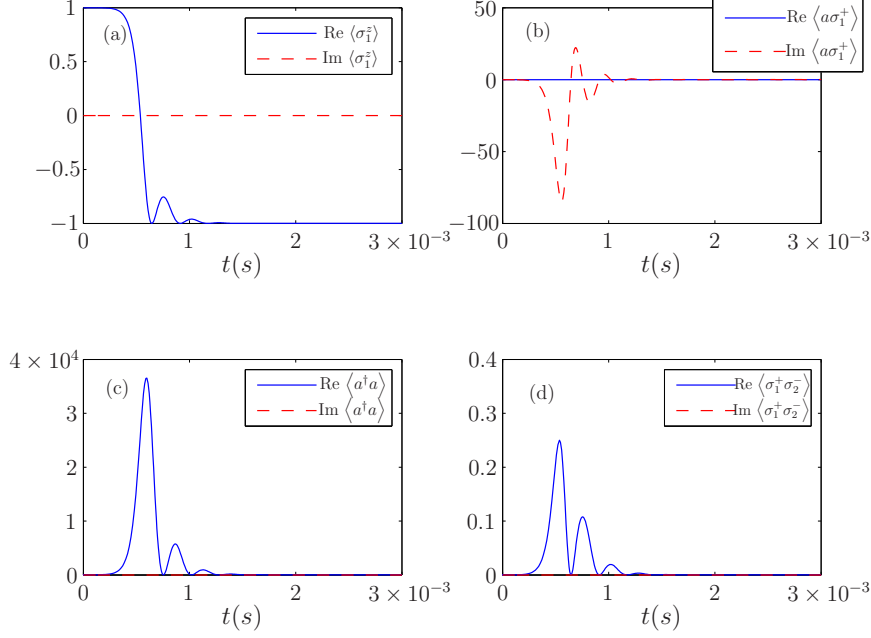 1
0.5
0
−0.5
−1
(a)
Re ⟨σ₁ᶻ⟩
Im ⟨σ₁ᶻ⟩
0
1
2
3 × 10⁻³
t(s)
50
0
−50
−100
(b)
Re ⟨aσ₁⁺⟩
Im ⟨aσ₁⁺⟩
0
1
2
3 × 10⁻³
t(s)
4 × 10⁴
3
2
1
0
(c)
Re ⟨a†a⟩
Im ⟨a†a⟩
0
1
2
3 × 10⁻³
t(s)
0.4
0.3
0.2
0.1
0
(d)
Re ⟨σ₁⁺σ₂⁻⟩
Im ⟨σ₁⁺σ₂⁻⟩
0
1
2
3 × 10⁻³
t(s)